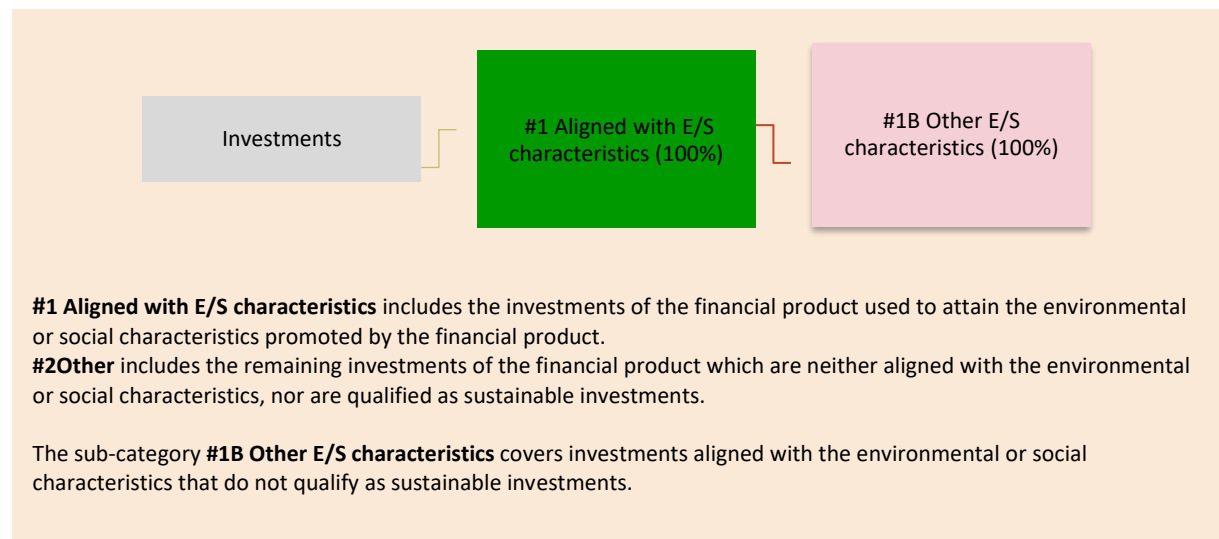 Investments
#1 Aligned with E/S
characteristics (100%)
#1B Other E/S
characteristics (100%)
#1 Aligned with E/S characteristics includes the investments of the financial product used to attain the environmental
or social characteristics promoted by the financial product.
#2Other includes the remaining investments of the financial product which are neither aligned with the environmental
or social characteristics, nor are qualified as sustainable investments.
The sub-category #1B Other E/S characteristics covers investments aligned with the environmental or social
characteristics that do not qualify as sustainable investments.